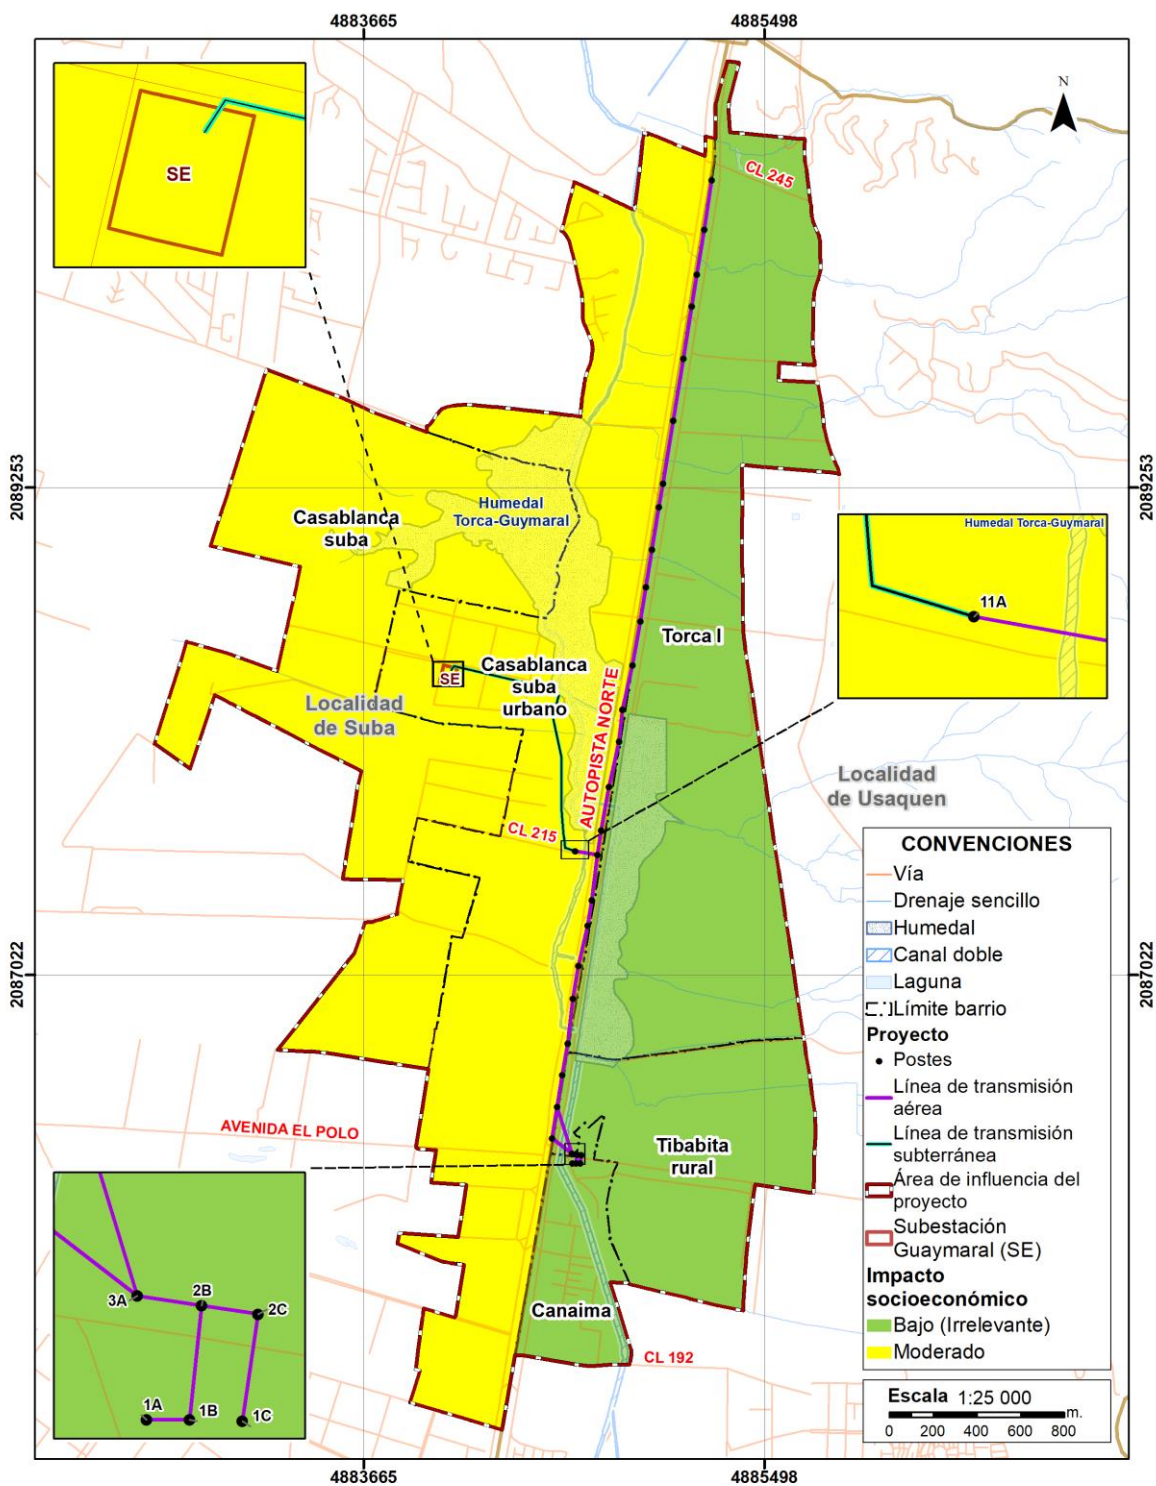 4883665
4885498
N
SE
CL 245
2089253
2089253
Humedal
Torca-Guymaral
Casablanca
suba
Humedal Torca-Guymaral
11A
Torca I
Casablanca
suba
urbano
SE
Localidad
de Suba
AUTOPISTA NORTE
Localidad
de Usaquen
CL 215
CONVENCIONES
Vía
Drenaje sencillo
Humedal
Canal doble
Laguna
Límite barrio
Proyecto
Postes
Línea de transmisión
aérea
Línea de transmisión
subterránea
Área de influencia del
proyecto
Subestación
Guaymaral (SE)
Impacto
socioeconómico
Bajo (Irrelevante)
Moderado
2087022
2087022
AVENIDA EL POLO
Tibabita
rural
3A
2B
2C
1A
1B
1C
Canaima
CL 192
Escala 1:25 000
m.
0 200 400 600 800
4883665
4885498